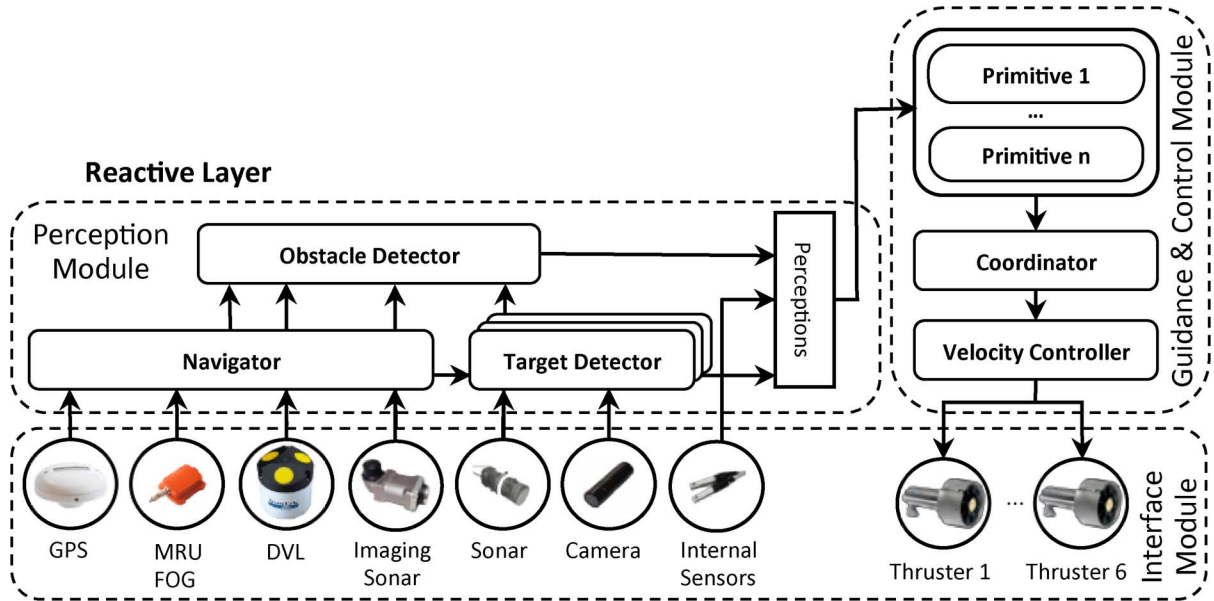 Primitive 1
...
Primitive n
Guidance & Control Module
Reactive Layer
Perception
Module
Obstacle Detector
Perceptions
Coordinator
Navigator
Target Detector
Velocity Controller
GPS
MRU
FOG
DVL
Imaging
Sonar
Sonar
Camera
Internal
Sensors
...
Thruster 1
Thruster 6
Interface
Module